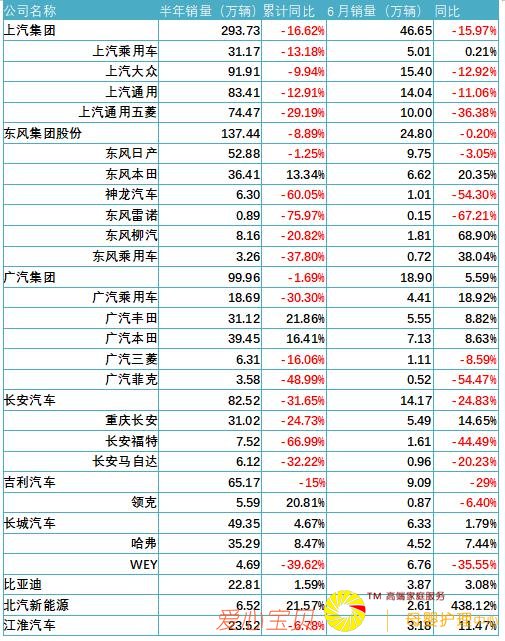 公司名称 半年销量（万辆） 累计同比 6月销量（万辆） 同比
上汽集团 293.73 -16.62% 46.65 -15.97%
上汽乘用车 31.17 -13.18% 5.01 0.21%
上汽大众 91.91 -9.94% 15.40 -12.92%
上汽通用 83.41 -12.91% 14.04 -11.06%
上汽通用五菱 74.47 -29.19% 10.00 -36.38%
东风集团股份 137.44 -8.89% 24.80 -0.20%
东风日产 52.88 -1.25% 9.75 -3.05%
东风本田 36.41 13.34% 6.62 20.35%
神龙汽车 6.30 -60.05% 1.01 -54.30%
东风雷诺 0.89 -75.97% 0.15 -67.21%
东风柳汽 8.16 -20.82% 1.81 68.90%
东风乘用车 3.26 -37.80% 0.72 38.04%
广汽集团 99.96 -1.69% 18.90 5.59%
广汽乘用车 18.69 -30.30% 4.41 18.92%
广汽丰田 31.12 21.86% 5.55 8.82%
广汽本田 39.45 16.41% 7.13 8.63%
广汽三菱 6.31 -16.06% 1.11 -8.59%
广汽菲克 3.58 -48.99% 0.52 -54.47%
长安汽车 82.52 -31.65% 14.17 -24.83%
重庆长安 31.02 -24.73% 5.49 14.65%
长安福特 7.52 -66.99% 1.61 -44.49%
长安马自达 6.12 -32.22% 0.96 -20.23%
吉利汽车 65.17 -15% 9.09 -29%
领克 5.59 20.81% 0.87 -6.40%
长城汽车 49.35 4.67% 6.33 1.79%
哈弗 35.29 8.47% 4.52 7.44%
WEY 4.69 -39.62% 6.76 -35.55%
比亚迪 22.81 1.59% 3.87 3.08%
TM 高端家庭服务
北汽新能源 6.52 21.57% 2.61 438.12%
爱心宝贝
江淮汽车 23.52 -6.78% 3.18 11.47%